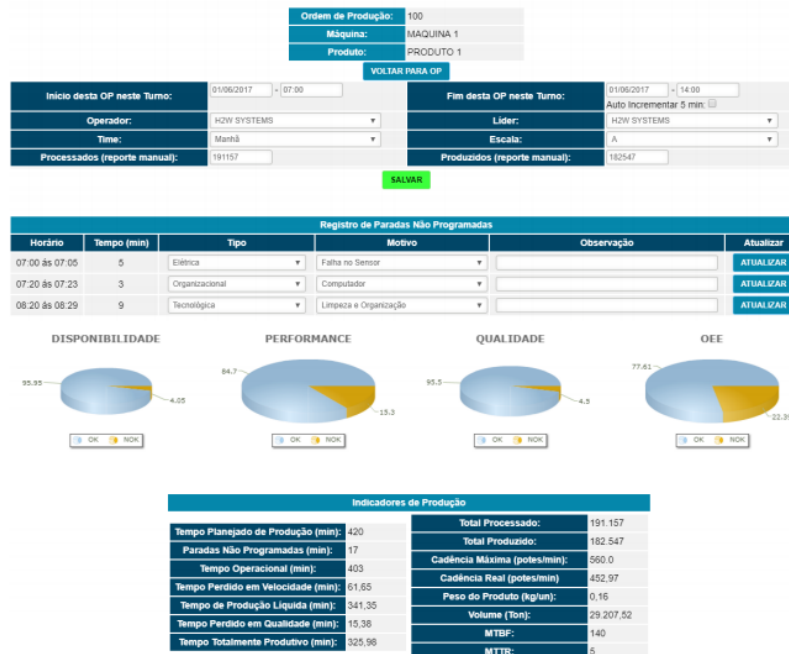 Ordem de Produção: 100
Máquina: MAQUINA 1
Produto: PRODUTO 1
VOLTAR PARA OP
Início desta OP neste Turno: 01/06/2017 - 07:00 Fim desta OP neste Turno: 01/06/2017 - 14:00
Auto Incrementar 5 min:
Operador: H2W SYSTEMS Líder: H2W SYSTEMS
Time: Manhã Escala: A
Processados (reporte manual): 191157 Produzidos (reporte manual): 182547
SALVAR
Registro de Paradas Não Programadas
Horário Tempo (min) Tipo Motivo Observação Atualizar
07:00 ás 07:05 5 Elétrica Falha no Sensor ATUALIZAR
07:20 ás 07:23 3 Organizacional Computador ATUALIZAR
08:20 ás 08:29 9 Tecnológica Limpeza e Organização ATUALIZAR
DISPONIBILIDADE PERFORMANCE QUALIDADE OEE
95.95 4.05 84.7 15.3 95.5 4.5 77.61 22.39
OK NOK OK NOK OK NOK OK NOK
Indicadores de Produção
Tempo Planejado de Produção (min): 420
Paradas Não Programadas (min): 17
Tempo Operacional (min): 403
Tempo Perdido em Velocidade (min): 61,65
Tempo de Produção Líquida (min): 341,35
Tempo Perdido em Qualidade (min): 15,38
Tempo Totalmente Produtivo (min): 325,98
Total Processado: 191.157
Total Produzido: 182.547
Cadência Máxima (potes/min): 560.0
Cadência Real (potes/min) 452,97
Peso do Produto (kg/un): 0,16
Volume (Ton): 29.207,52
MTBF: 140
MTTR: 5